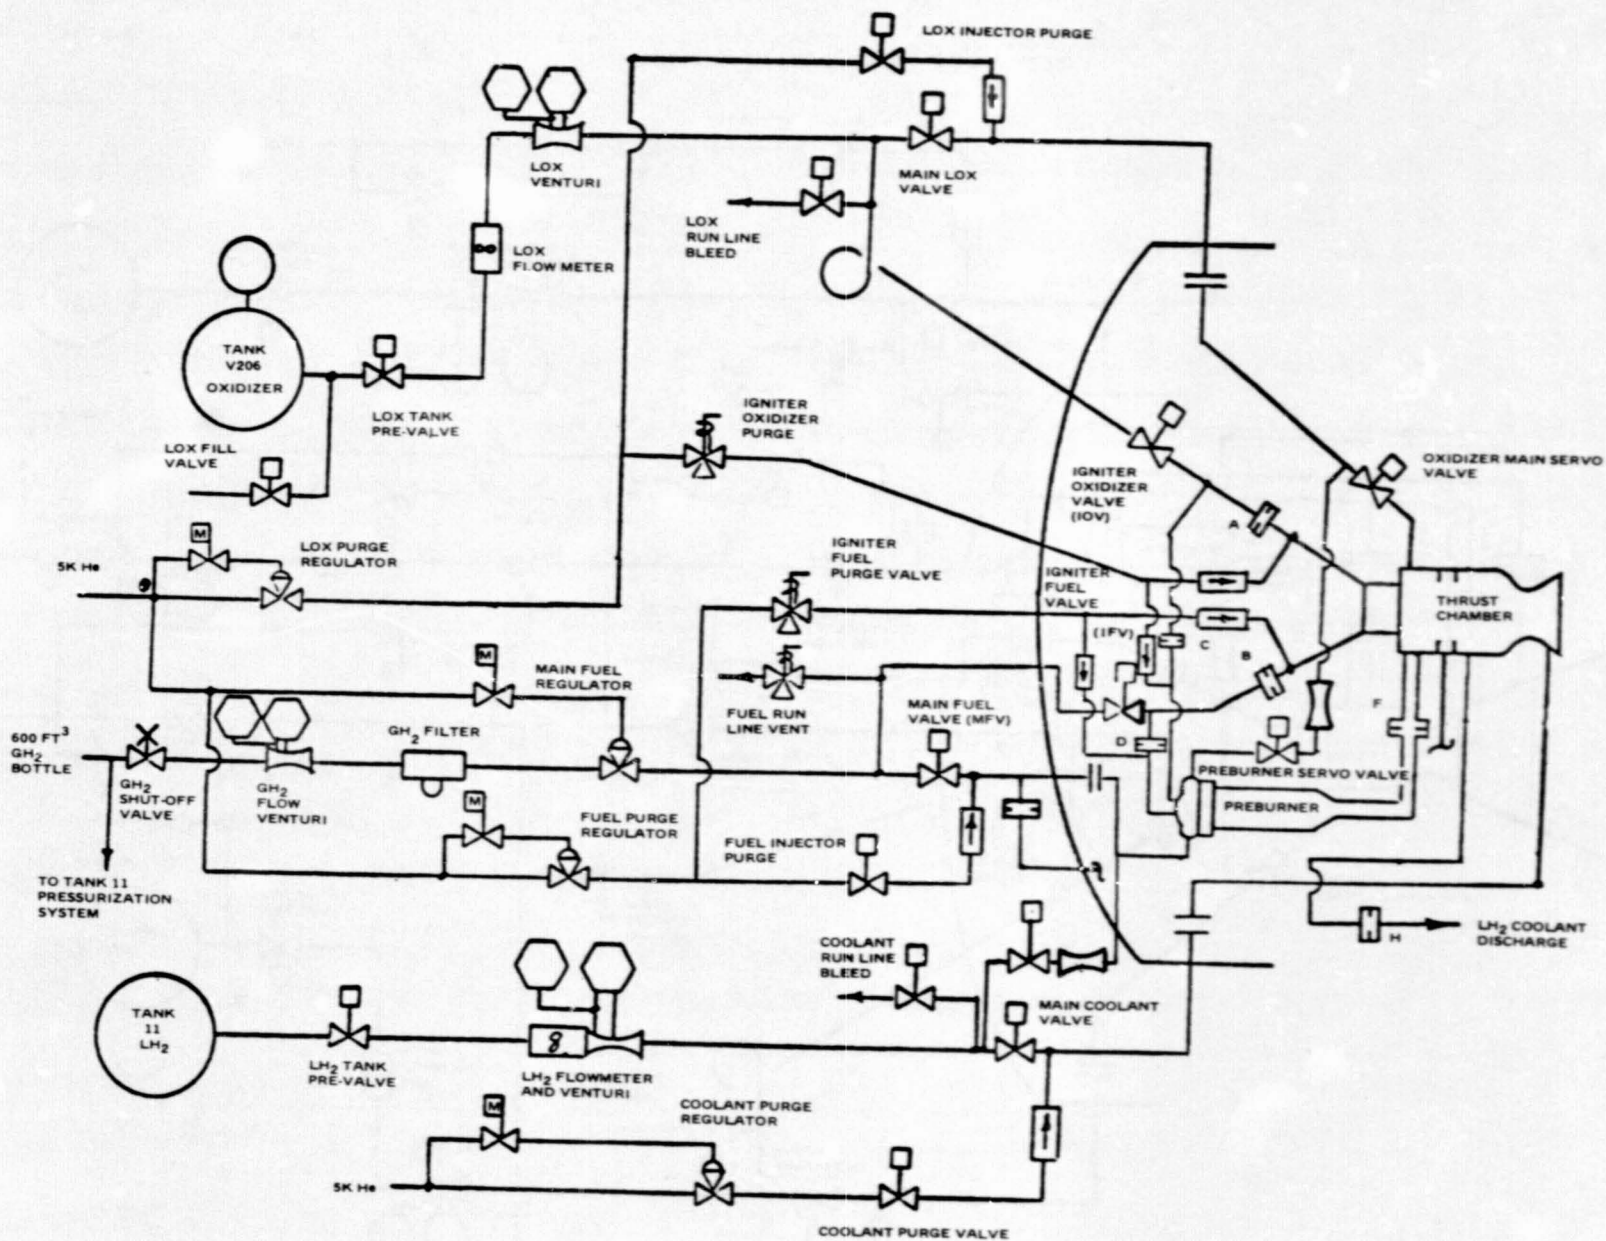 LOX INJECTOR PURGE
LOX
VENTURI
MAIN LOX
VALVE
LOX
RUN LINE
BLEED
LOX
FLOW METER
TANK
V206
OXIDIZER
LOX TANK
PRE-VALVE
LOX FILL
VALVE
IGNITER
OXIDIZER
PURGE
IGNITER
OXIDIZER
VALVE
(IOV)
OXIDIZER MAIN SERVO
VALVE
A
M
LOX PURGE
REGULATOR
5K He
IGNITER
FUEL
PURGE VALVE
IGNITER
FUEL
VALVE
(IFV)
C
B
THRUST
CHAMBER
M
MAIN FUEL
REGULATOR
FUEL RUN
LINE VENT
MAIN FUEL
VALVE (MFV)
D
F
600 FT³
GH₂
BOTTLE
GH₂
SHUT-OFF
VALVE
GH₂
FLOW
VENTURI
GH₂ FILTER
PREBURNER SERVO VALVE
PREBURNER
M
FUEL PURGE
REGULATOR
FUEL INJECTOR
PURGE
TO TANK 11
PRESSURIZATION
SYSTEM
H
LH₂ COOLANT
DISCHARGE
COOLANT
RUN LINE
BLEED
MAIN COOLANT
VALVE
TANK
11
LH₂
LH₂ TANK
PRE-VALVE
LH₂ FLOWMETER
AND VENTURI
M
COOLANT PURGE
REGULATOR
5K He
COOLANT PURGE VALVE